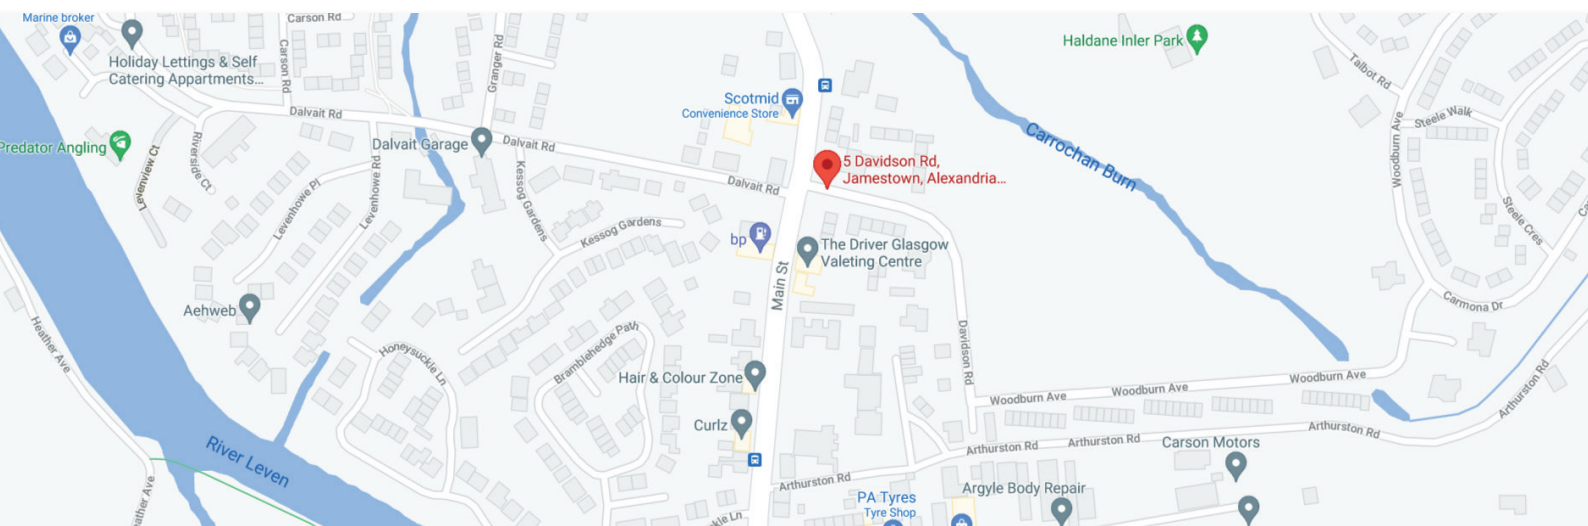 Marine broker
Carson Rd
Holiday Lettings & Self
Catering Appartments...
Carson Rd
Granger Rd
Haldane Inler Park
Talbot Rd
Steele Walk
Woodburn Ave
Scotmid
Convenience Store
Dalvait Rd
Carrochan Burn
Predator Angling
Riverside Ct
Levenview Ct
Dalvait Garage
Dalvait Rd
5 Davidson Rd,
Jamestown, Alexandria...
Dalvait Rd
Levenhowe Pl
Levenhowe Rd
Kessog Gardens
Kessog Gardens
Steele Cres
bp
The Driver Glasgow
Valeting Centre
Main St
Carmona Dr
Aehweb
Heather Ave
Honeysuckle Ln
Bramblehedge Path
Davidson Rd
Hair & Colour Zone
Woodburn Ave
Woodburn Ave
Woodburn Ave
Arthurston Rd
Curlz
River Leven
Arthurston Rd
Arthurston Rd
Arthurston Rd
Carson Motors
Arthurston Rd
Argyle Body Repair
PA Tyres
Tyre Shop